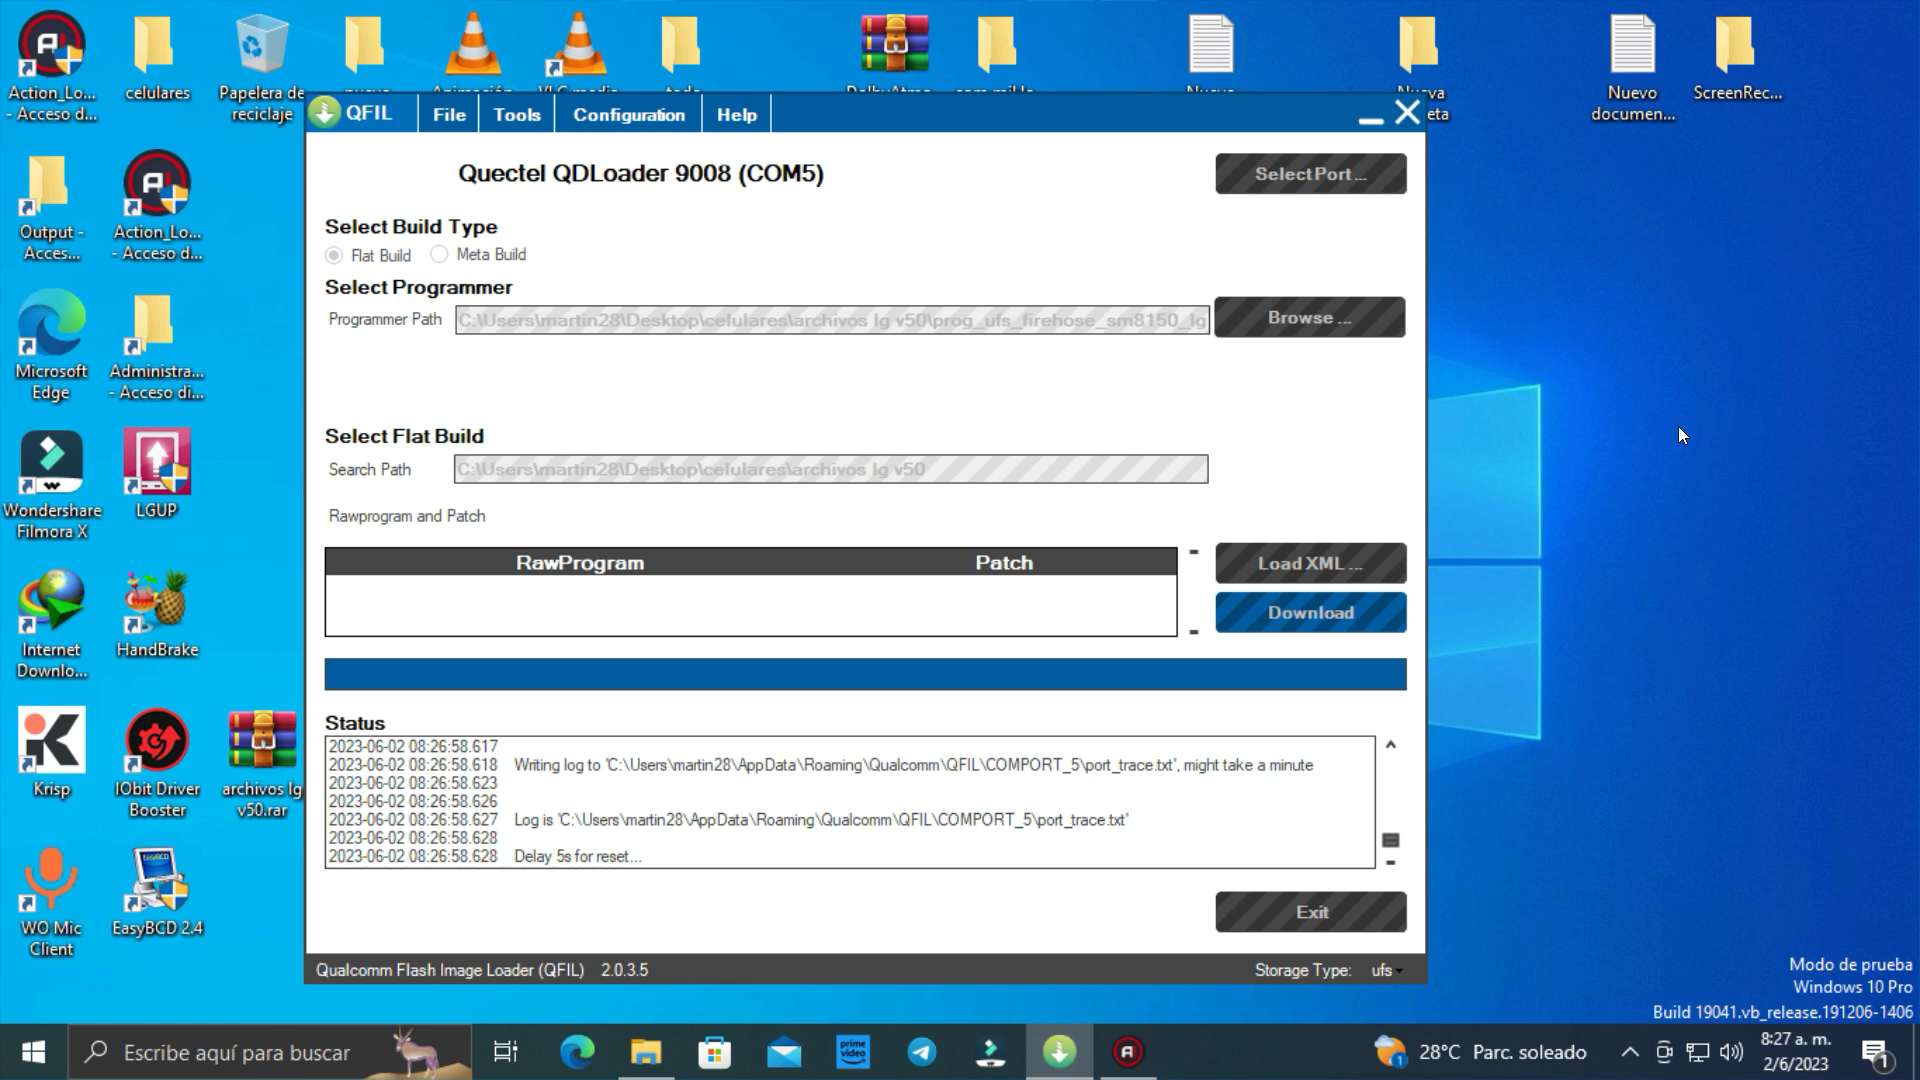 Action_Lo...
- Acceso d...
celulares
Papelera de
reciclaje
Nueva
eta
Nuevo
documen...
ScreenRec...
QFIL
File
Tools
Configuration
Help
Quectel QDLoader 9008 (COM5)
Select Port ...
Select Build Type
Flat Build
Meta Build
Select Programmer
Programmer Path
C:\Users\martin28\Desktop\celulares\archivos lg v50\prog_ufs_firehose_sm8150_lg
Browse ...
Select Flat Build
Search Path
C:\Users\martin28\Desktop\celulares\archivos lg v50
Rawprogram and Patch
RawProgram
Patch
Load XML ...
Download
Status
2023-06-02 08:26:58.617
2023-06-02 08:26:58.618 Writing log to 'C:\Users\martin28\AppData\Roaming\Qualcomm\QFIL\COMPORT_5\port_trace.txt', might take a minute
2023-06-02 08:26:58.623
2023-06-02 08:26:58.626
2023-06-02 08:26:58.627 Log is 'C:\Users\martin28\AppData\Roaming\Qualcomm\QFIL\COMPORT_5\port_trace.txt'
2023-06-02 08:26:58.628
2023-06-02 08:26:58.628 Delay 5s for reset...
Exit
Qualcomm Flash Image Loader (QFIL) 2.0.3.5
Storage Type: ufs
Output -
Acces...
Action_Lo...
- Acceso d...
Microsoft
Edge
Administra...
- Acceso di...
Wondershare
Filmora X
LGUP
Internet
Downlo...
HandBrake
Krisp
IObit Driver
Booster
archivos lg
v50.rar
WO Mic
Client
EasyBCD
EasyBCD 2.4
Modo de prueba
Windows 10 Pro
Build 19041.vb_release.191206-1406
Escribe aquí para buscar
prime
video
1
28°C Parc. soleado
8:27 a. m.
2/6/2023
1